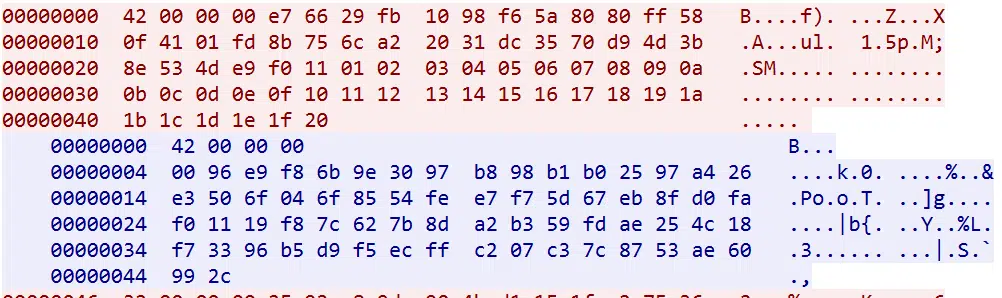 00000000  42 00 00 00 e7 66 29 fb  10 98 f6 5a 80 80 ff 58   B....f). ...Z...X
00000010  0f 41 01 fd 8b 75 6c a2  20 31 dc 35 70 d9 4d 3b   .A...ul.  1.5p.M;
00000020  8e 53 4d e9 f0 11 01 02  03 04 05 06 07 08 09 0a   .SM..... ........
00000030  0b 0c 0d 0e 0f 10 11 12  13 14 15 16 17 18 19 1a   ........ ........
00000040  1b 1c 1d 1e 1f 20                                  .....
00000000  42 00 00 00                                        B...
00000004  00 96 e9 f8 6b 9e 30 97  b8 98 b1 b0 25 97 a4 26   ....k.0. ....%..&
00000014  e3 50 6f 04 6f 85 54 fe  e7 f7 5d 67 eb 8f d0 fa   .Po.o.T. ..]g....
00000024  f0 11 19 f8 7c 62 7b 8d  a2 b3 59 fd ae 25 4c 18   ....|b{. ..Y..%L.
00000034  f7 33 96 b5 d9 f5 ec ff  c2 07 c3 7c 87 53 ae 60   .3...... ...|.S.`
00000044  99 2c                                              .,